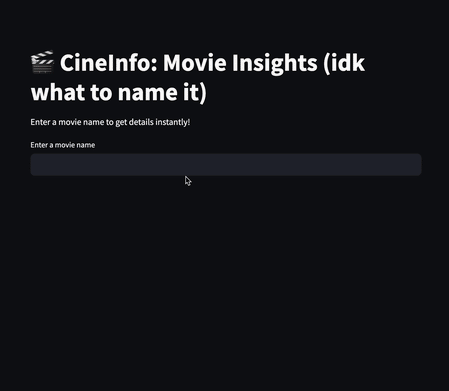 🎬 CineInfo: Movie Insights (idk
what to name it)
Enter a movie name to get details instantly!
Enter a movie name